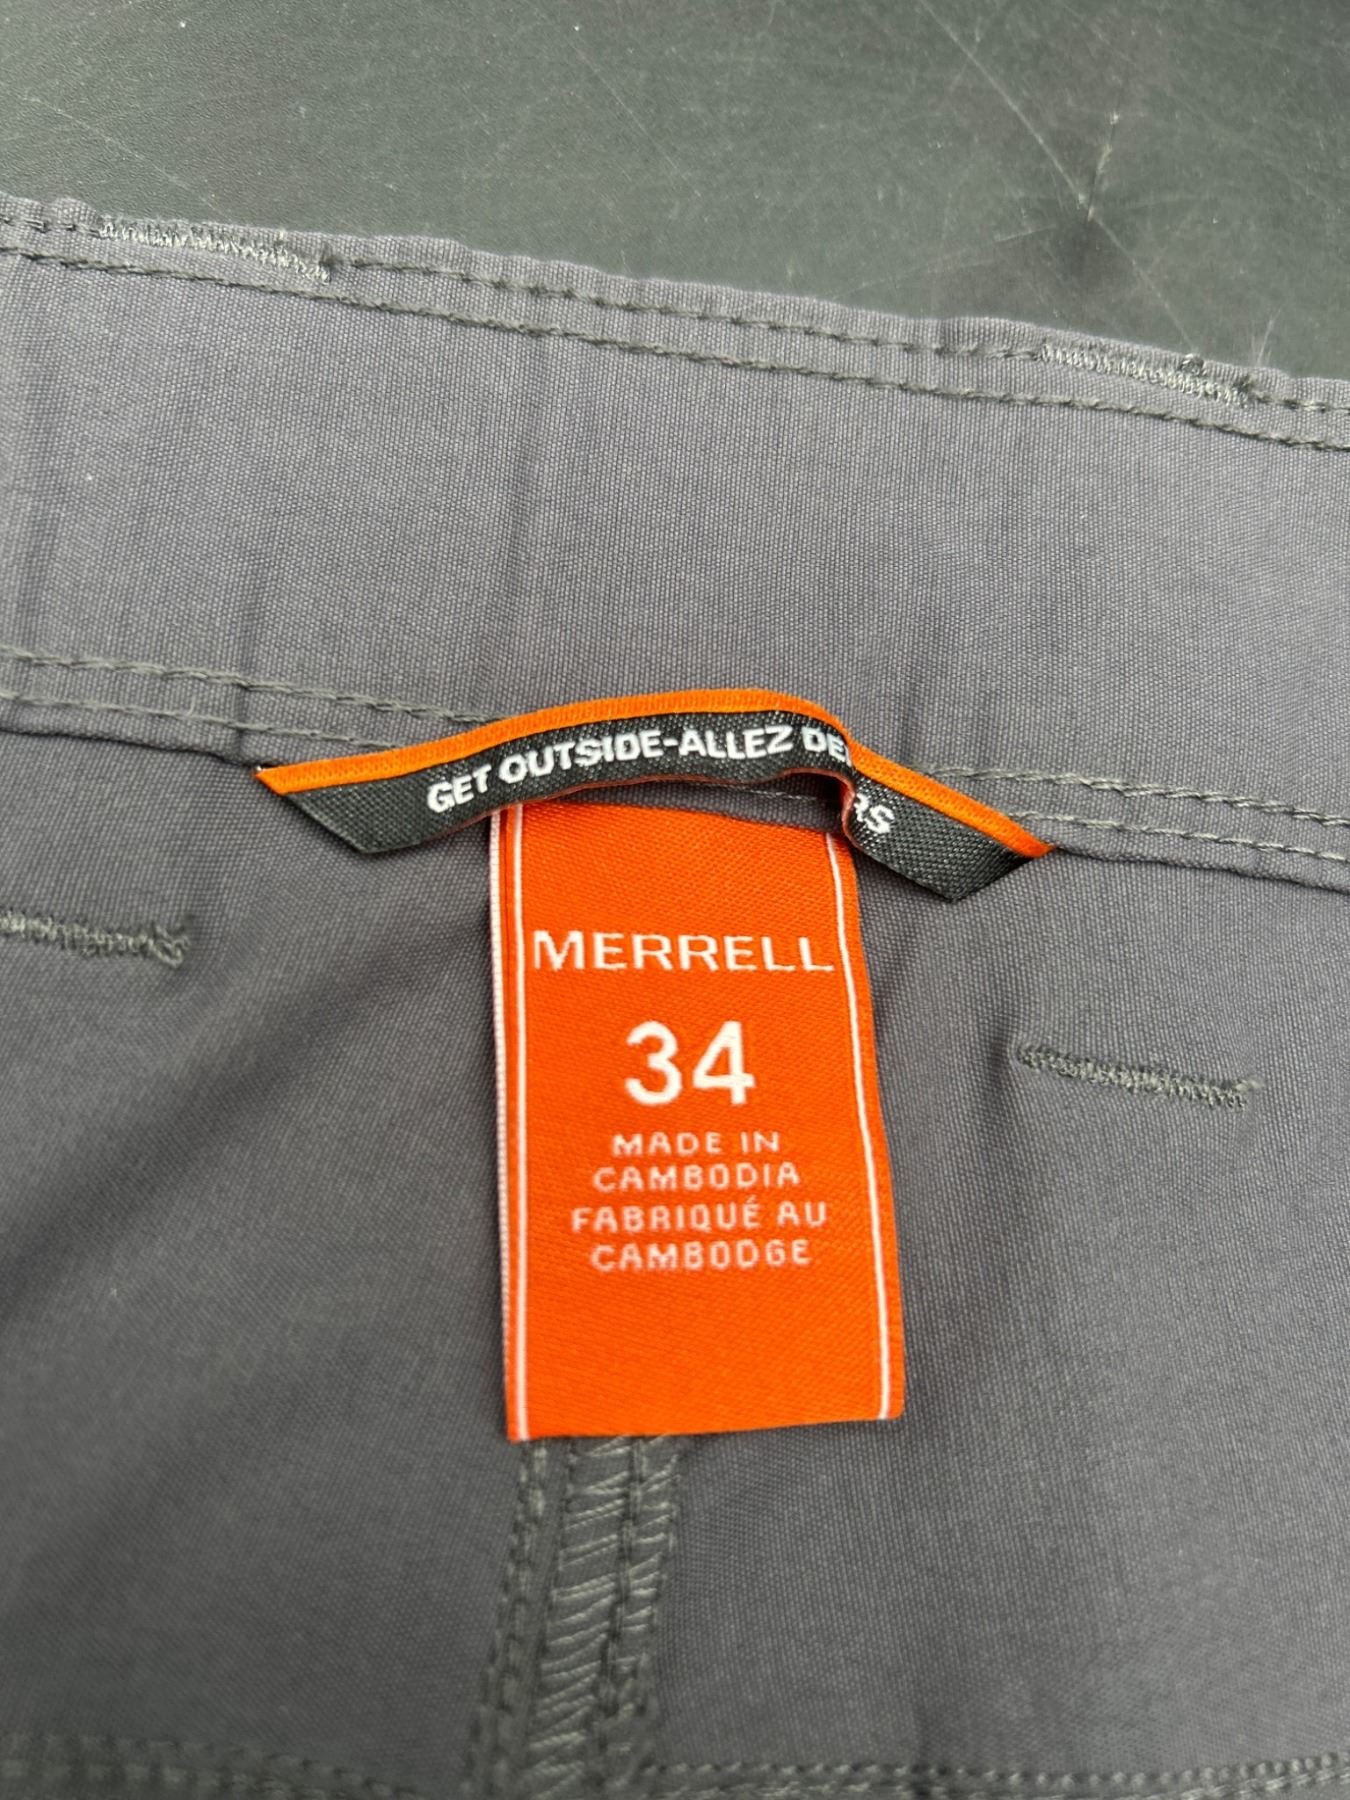 GET OUTSIDE-ALLEZ
MERRELL
34
MADE IN
CAMBODIA
FABRIQUÉ AU
CAMBODGE